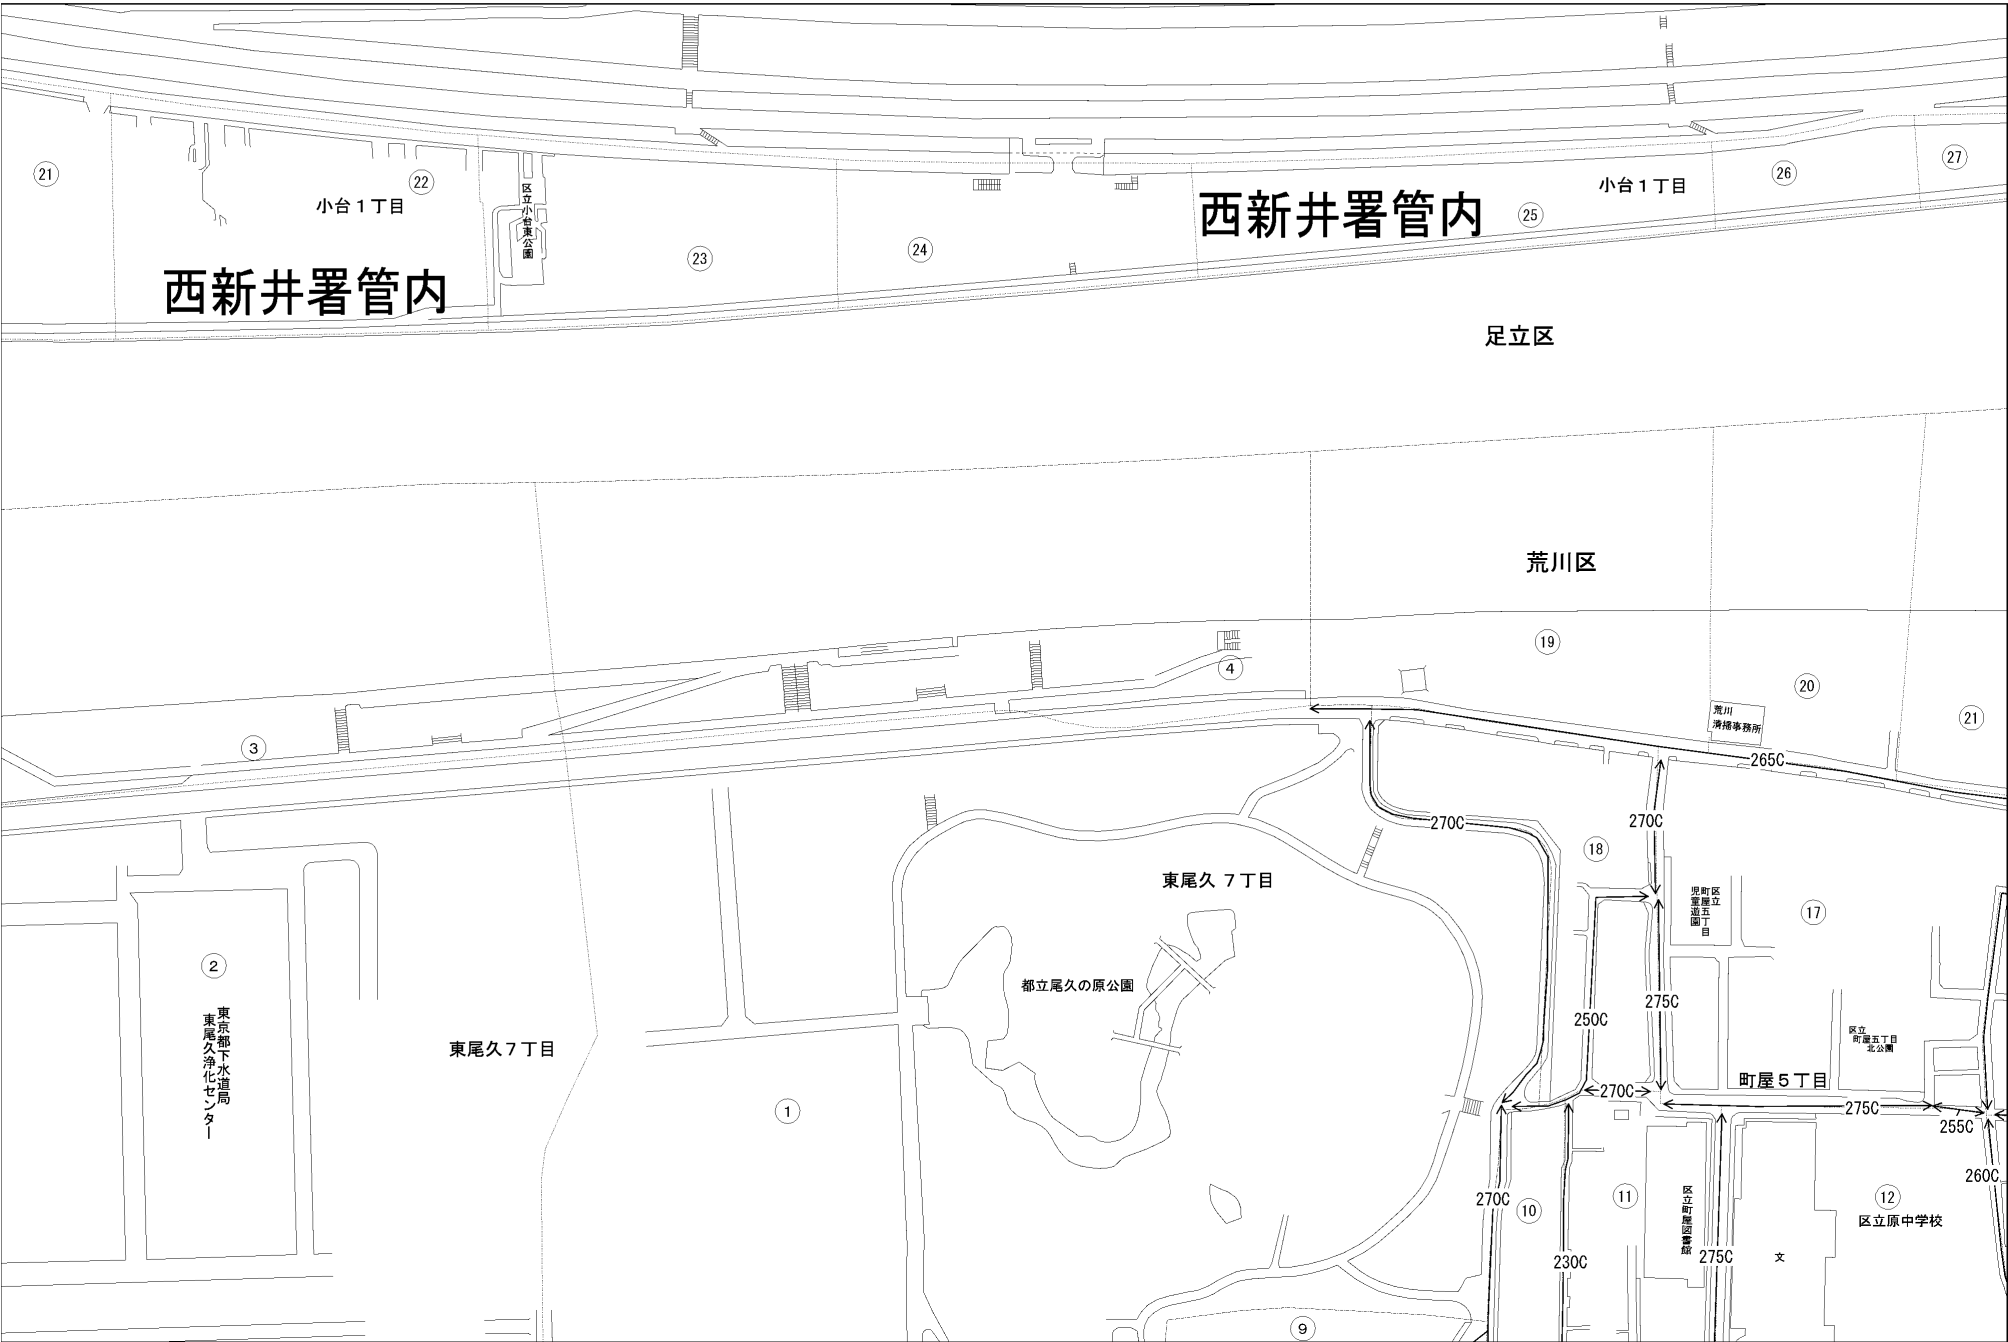 21
22
小台１丁目
区立小台東公園
西新井署管内
23
24
西新井署管内
25
小台１丁目
26
27
足立区
荒川区
19
4
3
20
荒川
清掃事務所
21
265C
270C
270C
18
東尾久 ７丁目
都立尾久の原公園
区立
町屋五丁目
児童遊園
17
2
東京都下水道局
東尾久浄化センター
東尾久７丁目
1
275C
250C
区立
町屋五丁目
北公園
町屋５丁目
270C
275C
255C
260C
270C
10
11
区立町屋図書館
12
区立原中学校
230C
275C
文
9